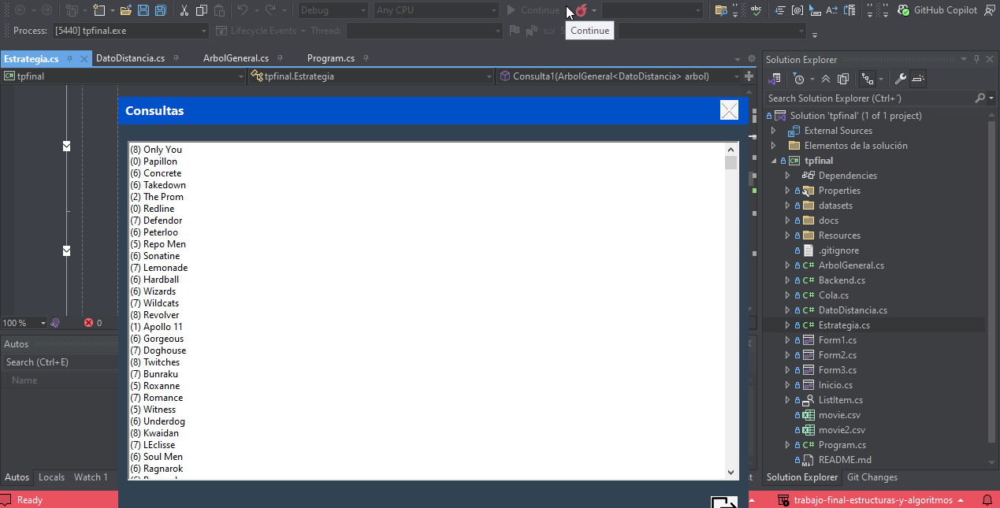 Debug
Any CPU
Continue
GitHub Copilot
Process: [5440] tpfinal.exe
Lifecycle Events
Thread:
Continue
Estrategia.cs
DatoDistancia.cs
ArbolGeneral.cs
Program.cs
tpfinal
tpfinal.Estrategia
Consulta1(ArbolGeneral<DatoDistancia> arbol)
Consultas
(8) Only You
(0) Papillon
(6) Concrete
(6) Takedown
(2) The Prom
(0) Redline
(7) Defendor
(6) Peterloo
(5) Repo Men
(6) Sonatine
(7) Lemonade
(6) Hardball
(6) Wizards
(7) Wildcats
(8) Revolver
(1) Apollo 11
(6) Gorgeous
(7) Doghouse
(8) Twitches
(7) Bunraku
(5) Roxanne
(7) Romance
(5) Witness
(6) Underdog
(8) Kwaidan
(7) LEclisse
(6) Soul Men
(6) Ragnarok
100 %
0
Autos
Search (Ctrl+E)
Name
Autos
Locals
Watch 1
Ready
Solution Explorer
Search Solution Explorer (Ctrl+´)
Solution 'tpfinal' (1 of 1 project)
External Sources
Elementos de la solución
tpfinal
Dependencies
Properties
datasets
docs
Resources
.gitignore
ArbolGeneral.cs
Backend.cs
Cola.cs
DatoDistancia.cs
Estrategia.cs
Form1.cs
Form2.cs
Form3.cs
Inicio.cs
ListItem.cs
movie.csv
movie2.csv
Program.cs
README.md
Solution Explorer
Git Changes
trabajo-final-estructuras-y-algoritmos